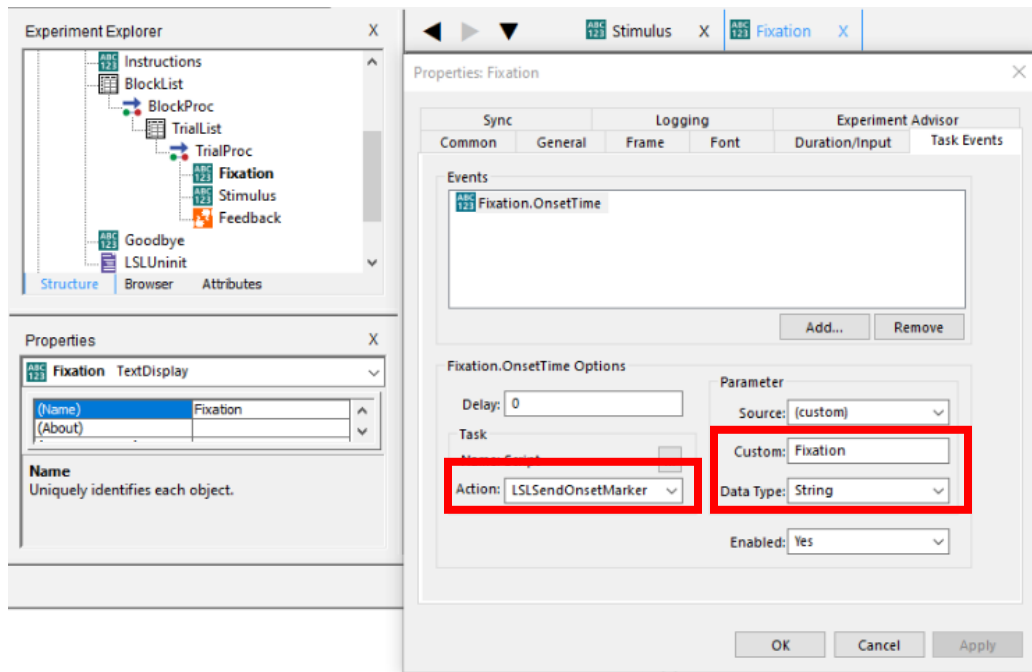 Experiment Explorer X
Instructions
BlockList
BlockProc
TrialList
TrialProc
Fixation
Stimulus
Feedback
Goodbye
LSLUninit
Structure Browser Attributes
Properties X
Fixation TextDisplay
(Name) Fixation
(About)
Name
Uniquely identifies each object.
Stimulus X Fixation X
Properties: Fixation
Sync Logging Experiment Advisor
Common General Frame Font Duration/Input Task Events
Events
Fixation.OnsetTime
Add... Remove
Fixation.OnsetTime Options
Delay: 0
Task
Action: LSLSendOnsetMarker
Parameter
Source: (custom)
Custom: Fixation
Data Type: String
Enabled: Yes
OK Cancel Apply